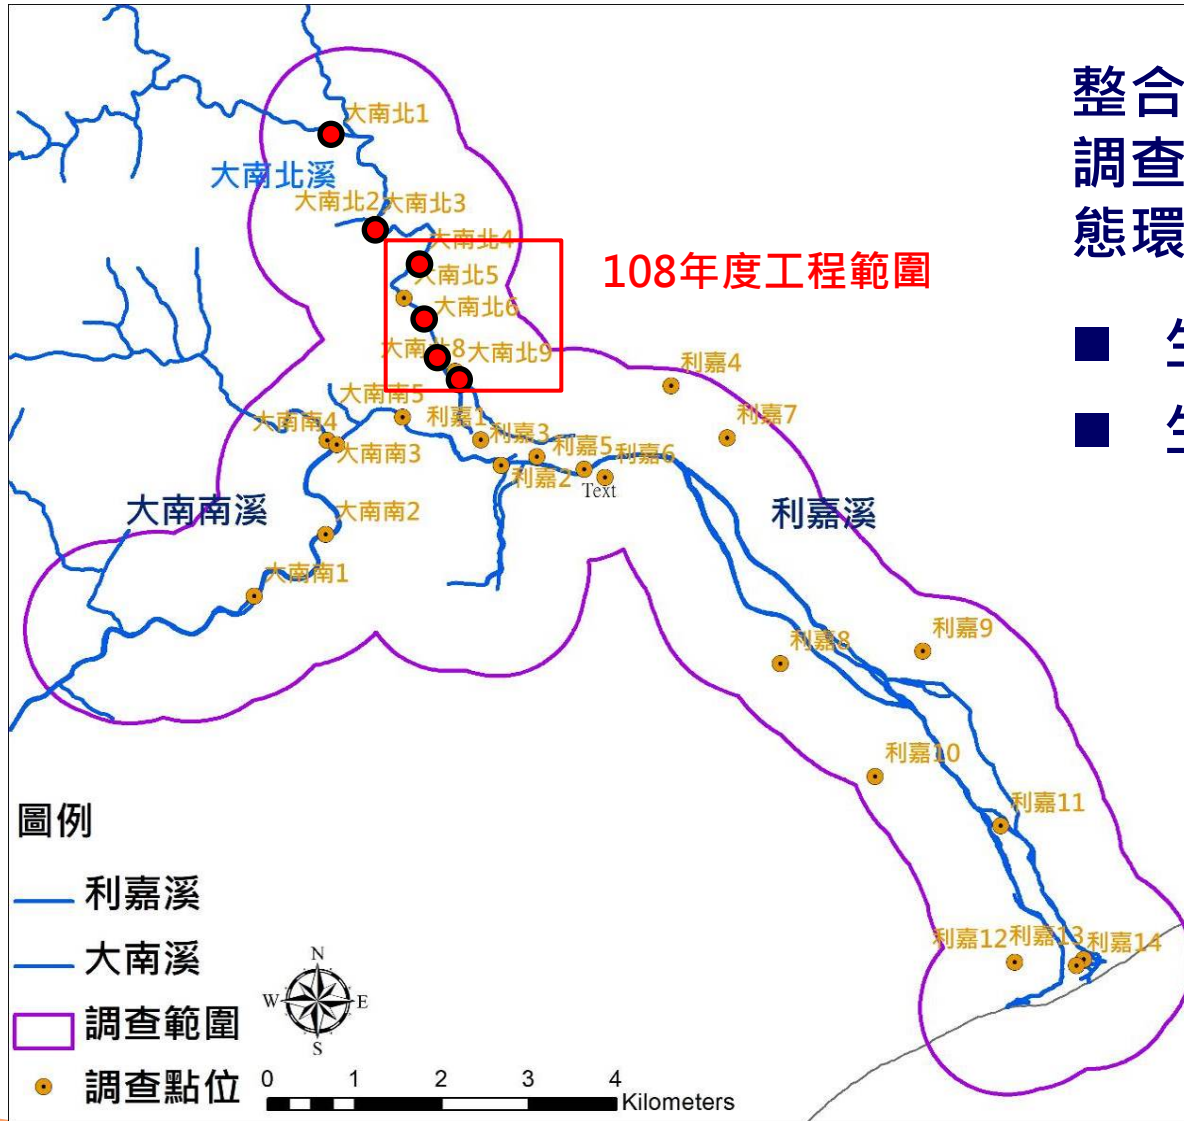 整合
調查
態環
■ 生
■ 生
大南北1
大南北溪
大南北2
大南北3
大南北4
108年度工程範圍
大南北5
大南北6
大南北8
大南北9
利嘉4
大南南5
利嘉1
利嘉7
大南南4
利嘉3
大南南3
利嘉5
利嘉6
利嘉2
Text
大南南溪
大南南2
利嘉溪
大南南1
利嘉9
利嘉8
利嘉10
利嘉11
利嘉12
利嘉13
利嘉14
圖例
利嘉溪
大南溪
調查範圍
調查點位
N
W
E
S
0 1 2 3 4
Kilometers